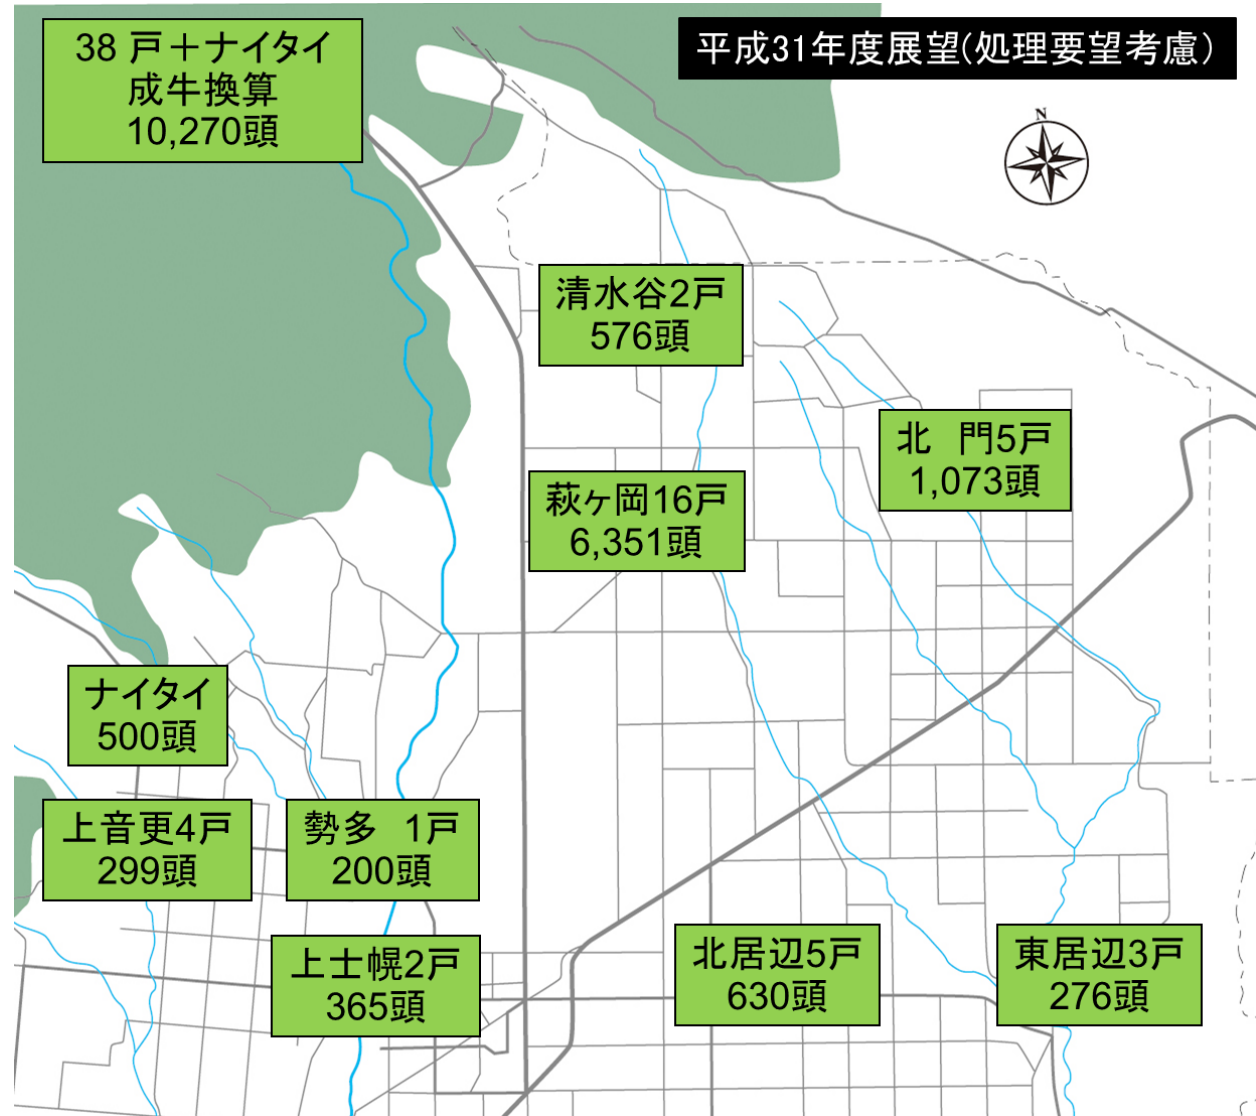 38 戸＋ナイタイ
成牛換算
10,270頭
平成31年度展望(処理要望考慮）
N
清水谷2戸
576頭
北　門5戸
1,073頭
萩ヶ岡16戸
6,351頭
ナイタイ
500頭
上音更4戸
299頭
勢多　1戸
200頭
上士幌2戸
365頭
北居辺5戸
630頭
東居辺3戸
276頭